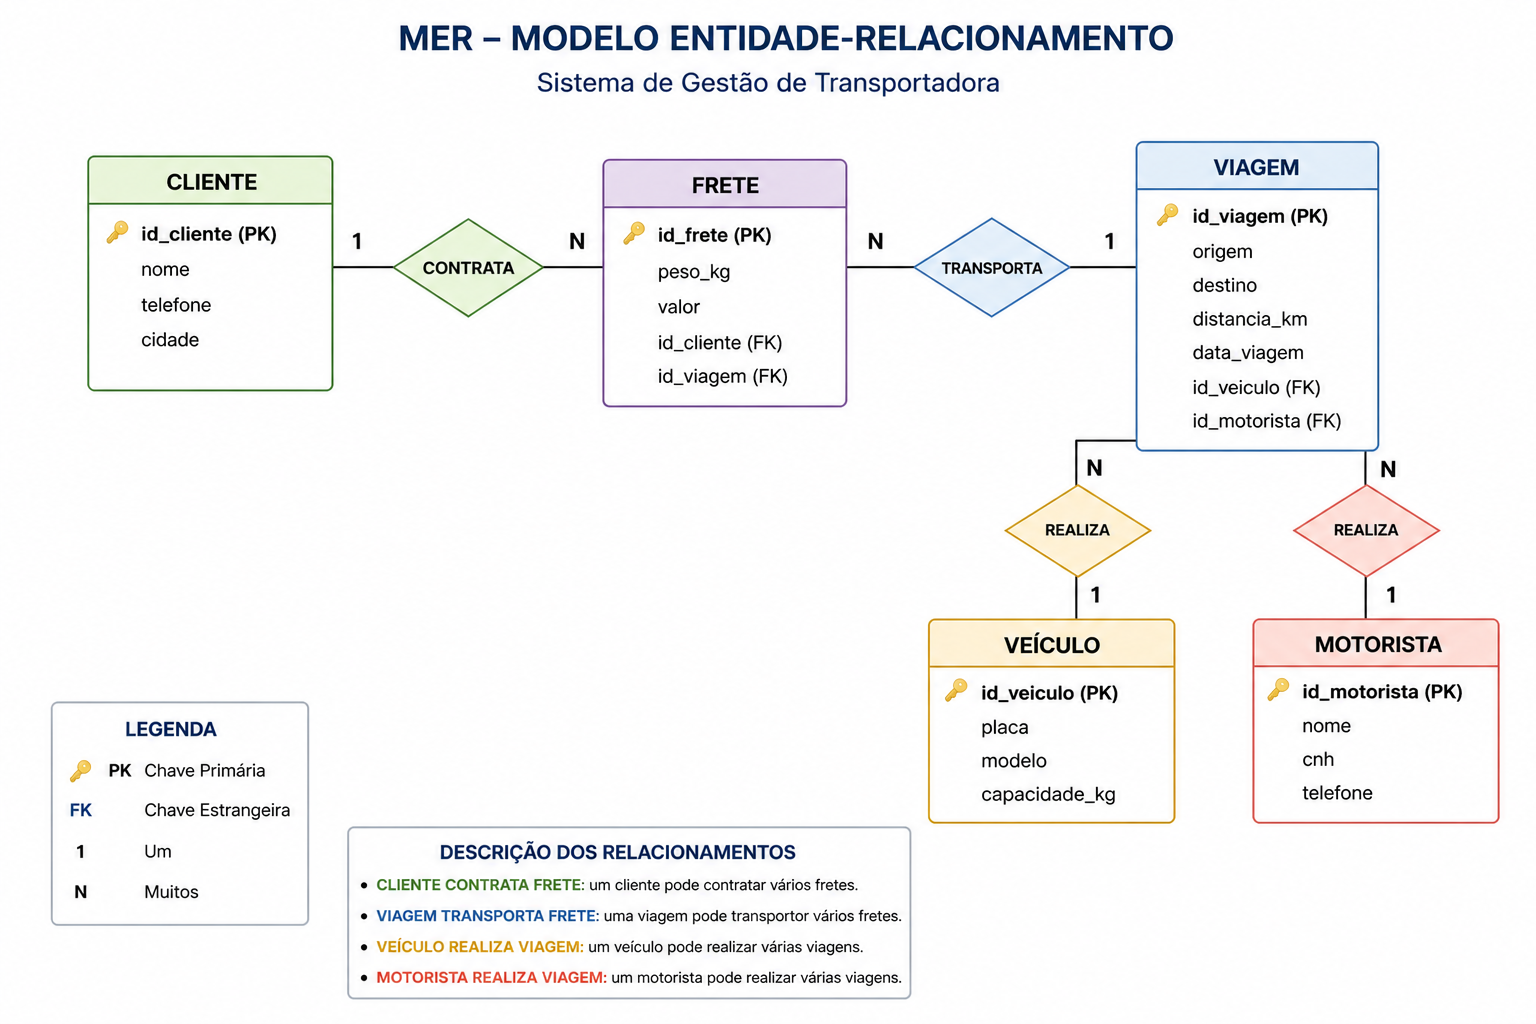 MER – MODELO ENTIDADE-RELACIONAMENTO
Sistema de Gestão de Transportadora
CLIENTE
id_cliente (PK)
nome
telefone
cidade
1
CONTRATA
N
FRETE
id_frete (PK)
peso_kg
valor
id_cliente (FK)
id_viagem (FK)
N
TRANSPORTA
1
VIAGEM
id_viagem (PK)
origem
destino
distancia_km
data_viagem
id_veiculo (FK)
id_motorista (FK)
N
REALIZA
1
N
REALIZA
1
VEÍCULO
id_veiculo (PK)
placa
modelo
capacidade_kg
MOTORISTA
id_motorista (PK)
nome
cnh
telefone
LEGENDA
PK Chave Primária
FK Chave Estrangeira
1 Um
N Muitos
DESCRIÇÃO DOS RELACIONAMENTOS
• CLIENTE CONTRATA FRETE: um cliente pode contratar vários fretes.
• VIAGEM TRANSPORTA FRETE: uma viagem pode transportor vários fretes.
• VEÍCULO REALIZA VIAGEM: um veículo pode realizar várias viagens.
• MOTORISTA REALIZA VIAGEM: um motorista pode realizar várias viagens.